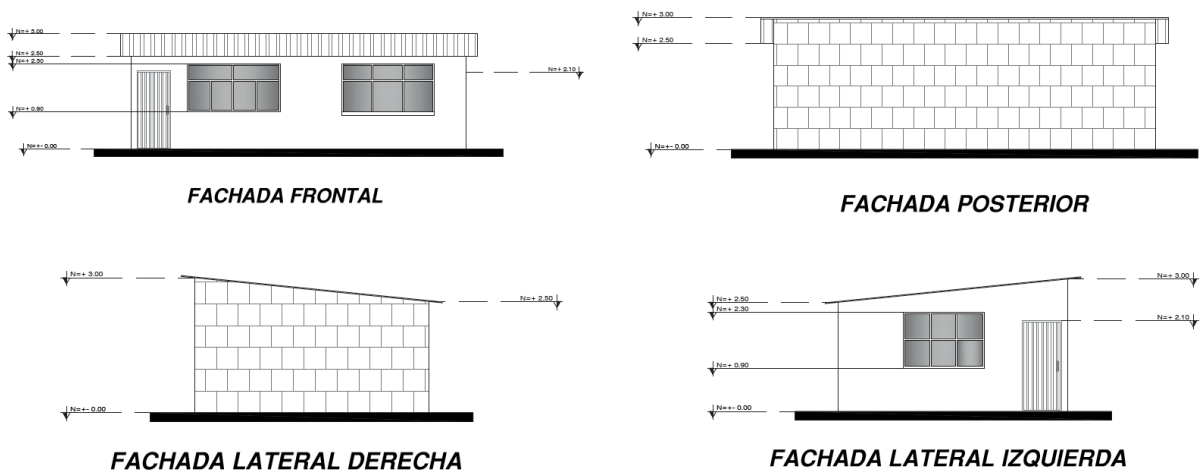 N=+ 3.00
N=+ 2.50
N=+2.30
N=+ 2.10
N=+ 0.90
N=+- 0.00
FACHADA FRONTAL
N=+ 3.00
N=+ 2.50
N=+- 0.00
FACHADA POSTERIOR
N=+ 3.00
N=+ 2.50
N=+- 0.00
FACHADA LATERAL DERECHA
N=+ 3.00
N=+ 2.50
N=+ 2.30
N=+ 2.10
N=+ 0.90
N=+- 0.00
FACHADA LATERAL IZQUIERDA